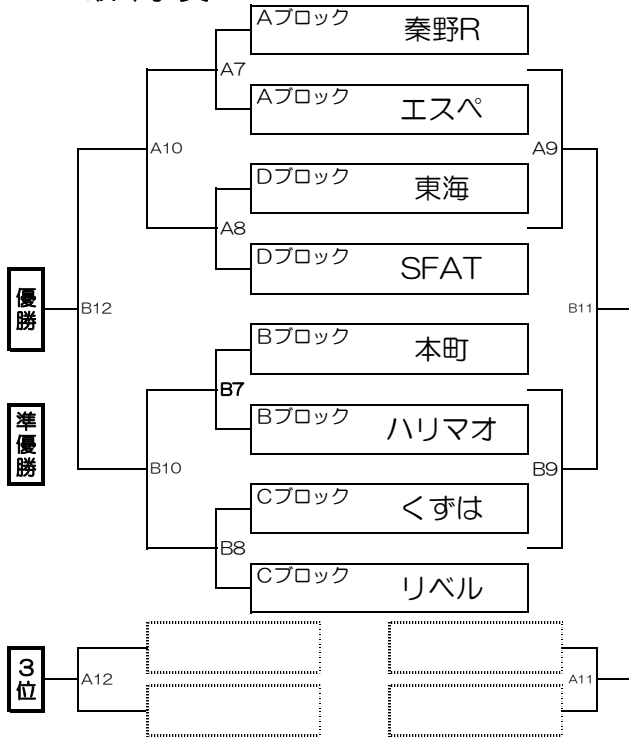 Aブロック 秦野R
A7
Aブロック エスペ
A10
A9
Dブロック 東海
A8
Dブロック SFAT
優勝
B12
B11
Bブロック 本町
B7
準優勝
Bブロック ハリマオ
B10
B9
Cブロック くずは
B8
Cブロック リベル
3位
A12
A11